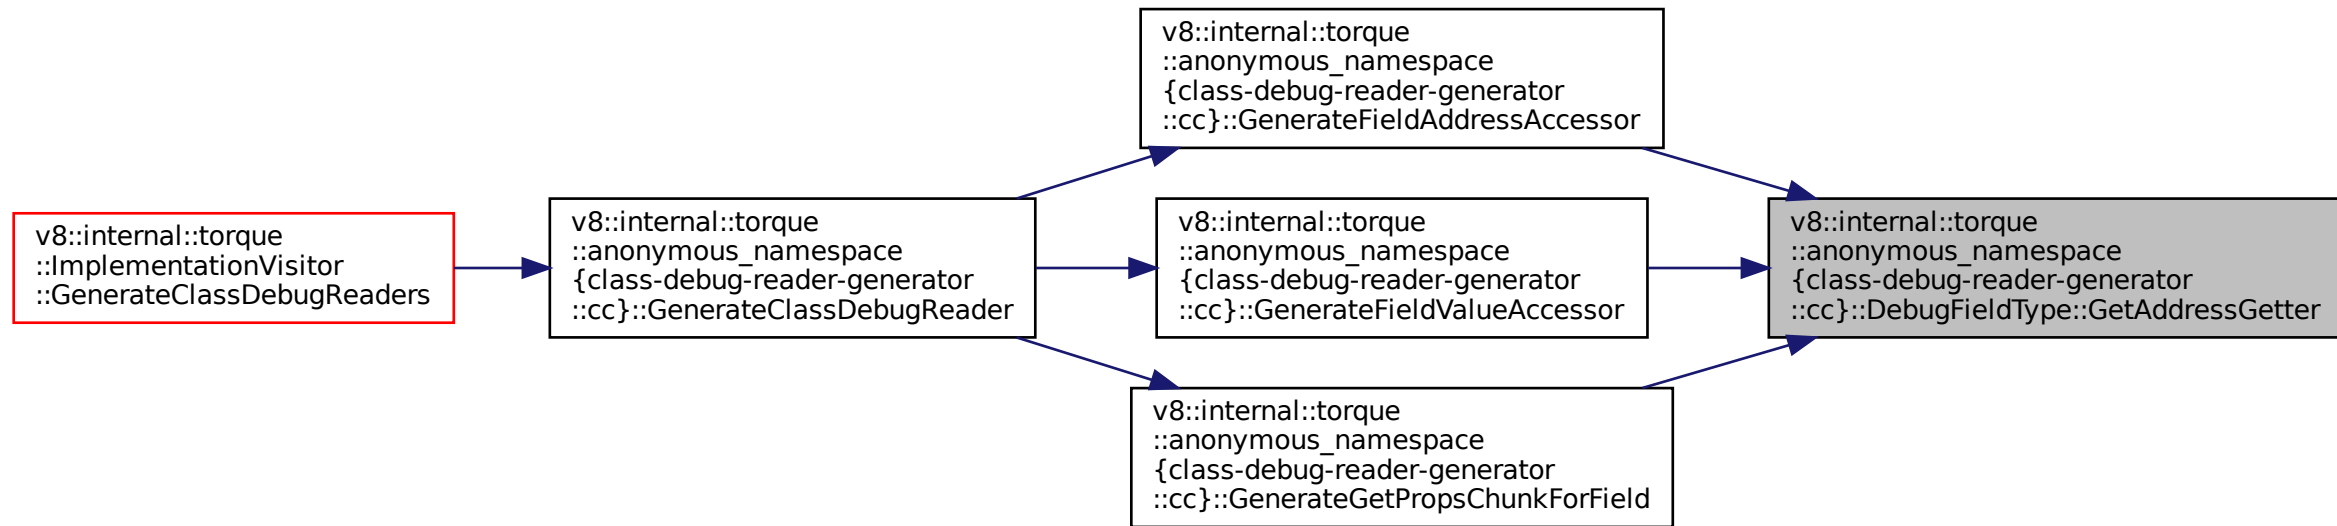 v8::internal::torque
::ImplementationVisitor
::GenerateClassDebugReaders
v8::internal::torque
::anonymous_namespace
{class-debug-reader-generator
::cc}::GenerateClassDebugReader
v8::internal::torque
::anonymous_namespace
{class-debug-reader-generator
::cc}::GenerateFieldAddressAccessor
v8::internal::torque
::anonymous_namespace
{class-debug-reader-generator
::cc}::GenerateFieldValueAccessor
v8::internal::torque
::anonymous_namespace
{class-debug-reader-generator
::cc}::GenerateGetPropsChunkForField
v8::internal::torque
::anonymous_namespace
{class-debug-reader-generator
::cc}::DebugFieldType::GetAddressGetter